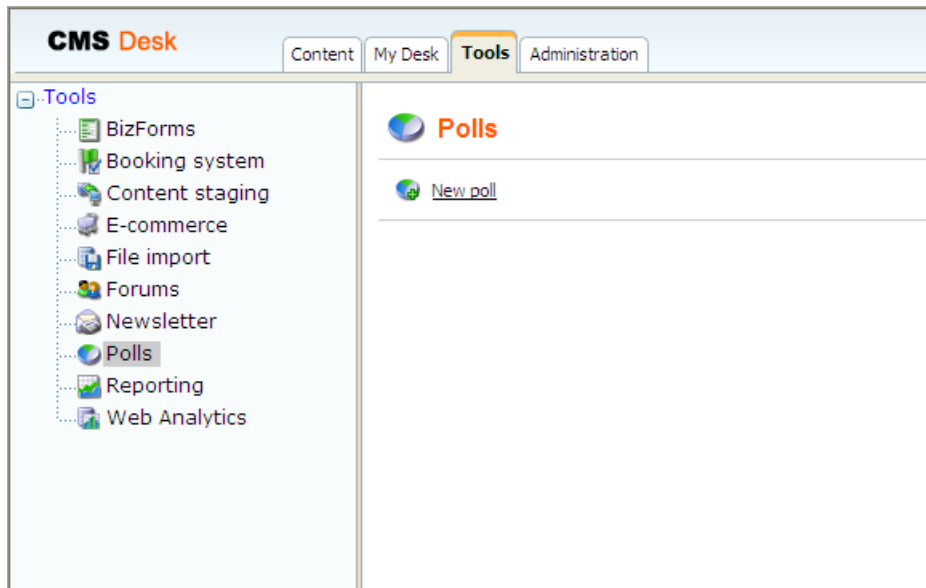 CMS Desk
Content My Desk Tools Administration
Tools
BizForms
Booking system
Content staging
E-commerce
File import
Forums
Newsletter
Polls
Reporting
Web Analytics
Polls
New poll